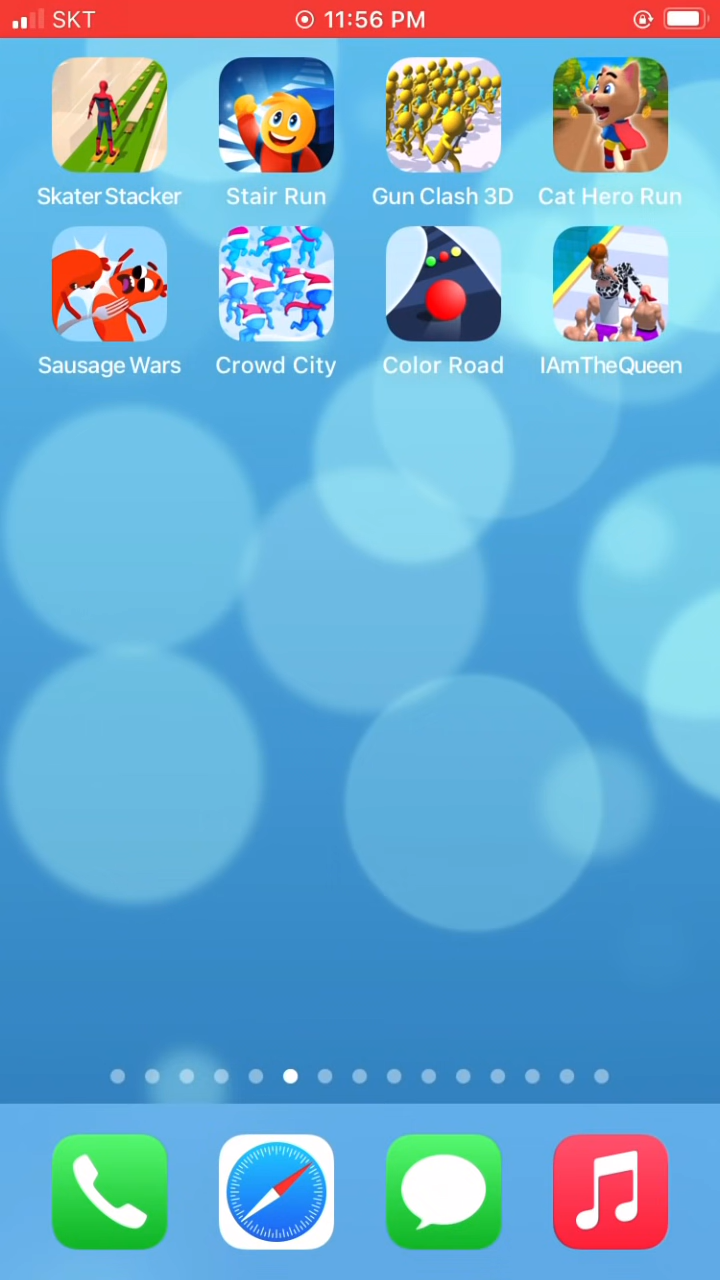 SKT 11:56 PM
Skater Stacker Stair Run Gun Clash 3D Cat Hero Run
Sausage Wars Crowd City Color Road IAmTheQueen